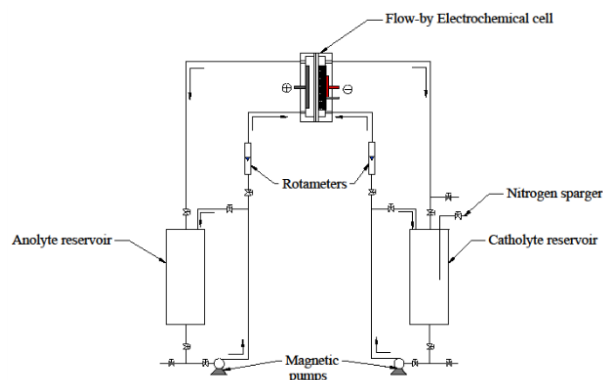 Flow-by Electrochemical cell
+
−
Rotameters
Nitrogen sparger
Anolyte reservoir
Catholyte reservoir
Magnetic
pumps